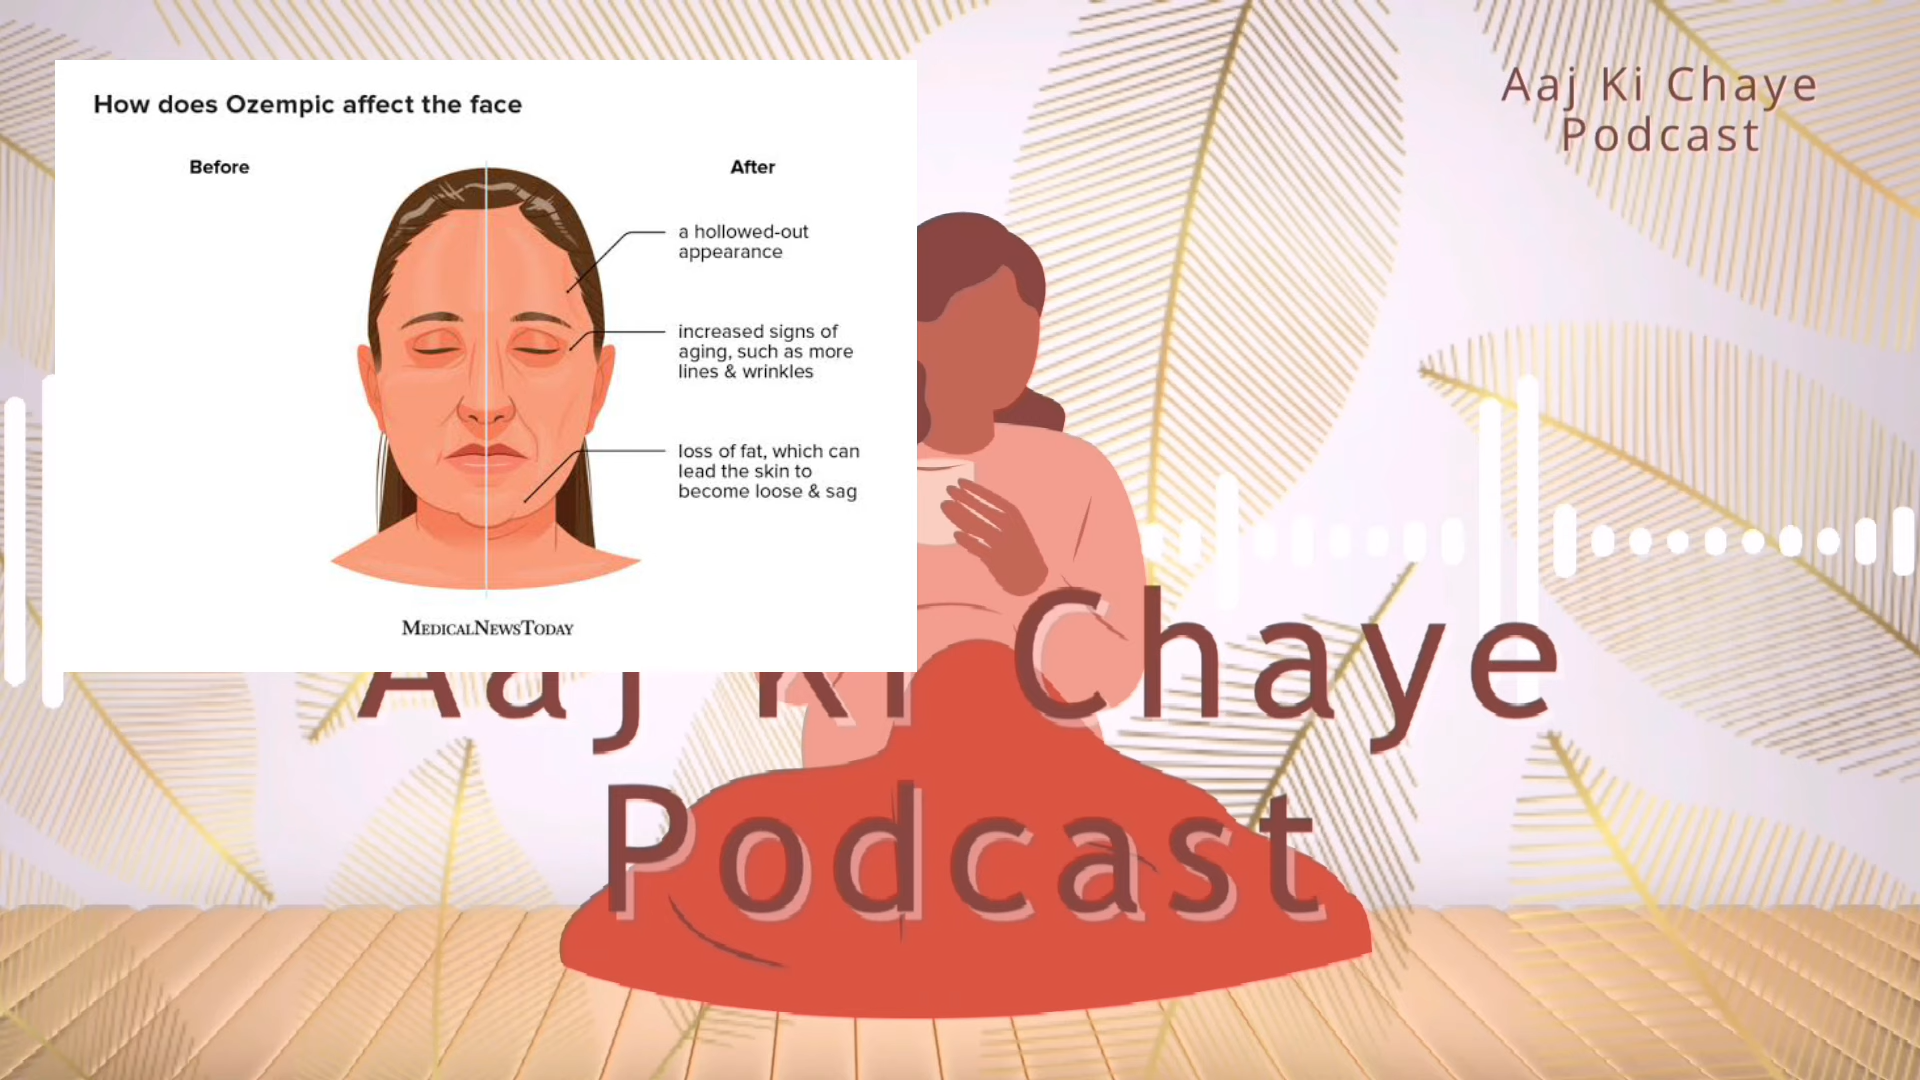 How does Ozempic affect the face
Before
After
a hollowed-out
appearance
increased signs of
aging, such as more
lines & wrinkles
loss of fat, which can
lead the skin to
become loose & sag
MEDICALNEWSTODAY
Aaj Ki Chaye
Podcast
Aaj Ki Chaye
Podcast